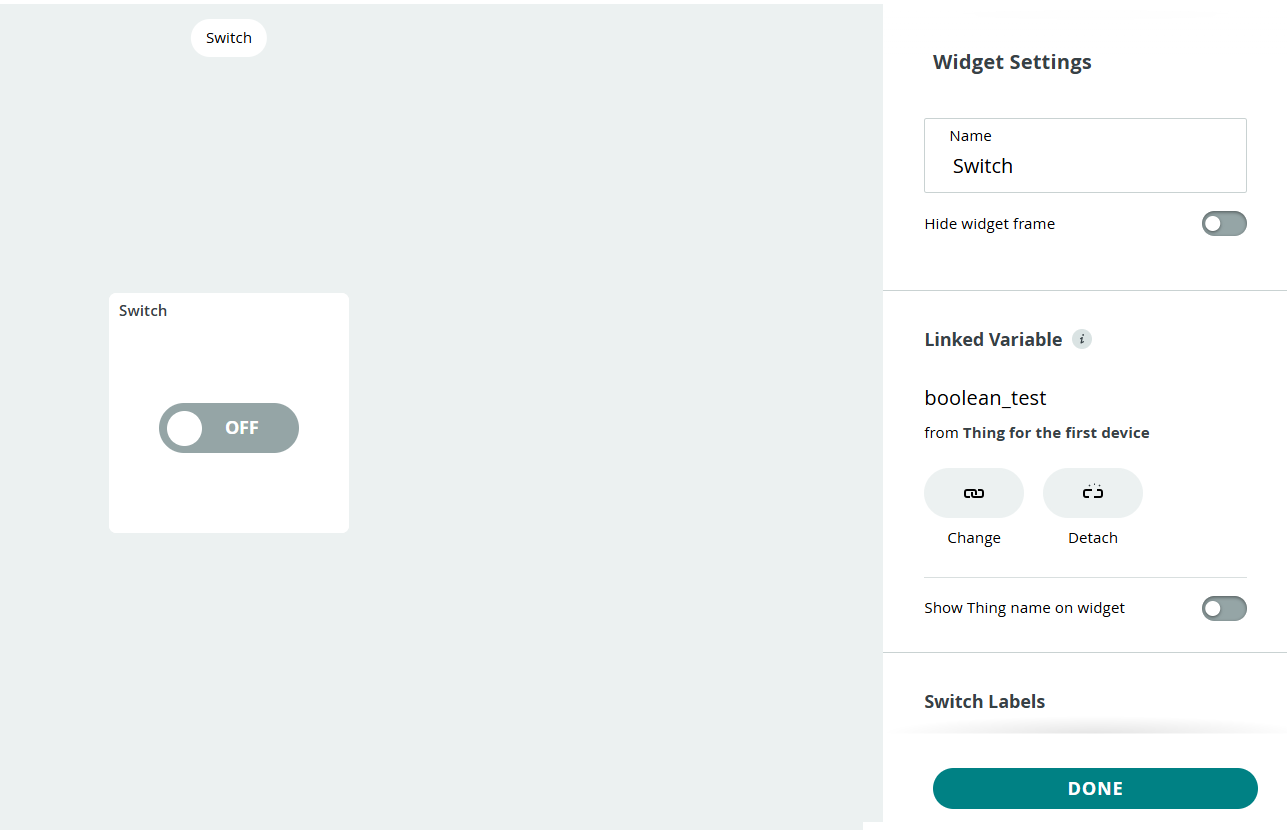 Switch
Switch
OFF
Widget Settings
Name
Switch
Hide widget frame
Linked Variable i
boolean_test
from Thing for the first device
Change Detach
Show Thing name on widget
Switch Labels
DONE